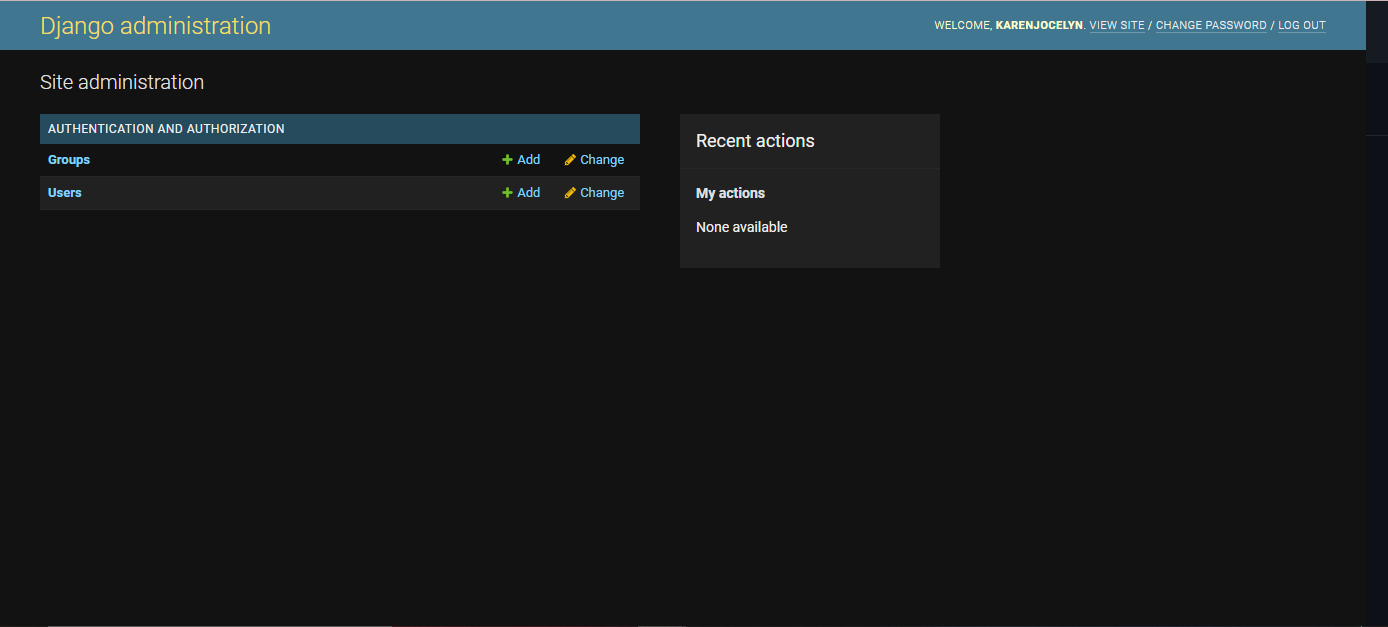 Django administration
WELCOME, KARENJOCELYN. VIEW SITE / CHANGE PASSWORD / LOG OUT
Site administration
AUTHENTICATION AND AUTHORIZATION
Groups Add Change
Users Add Change
Recent actions
My actions
None available